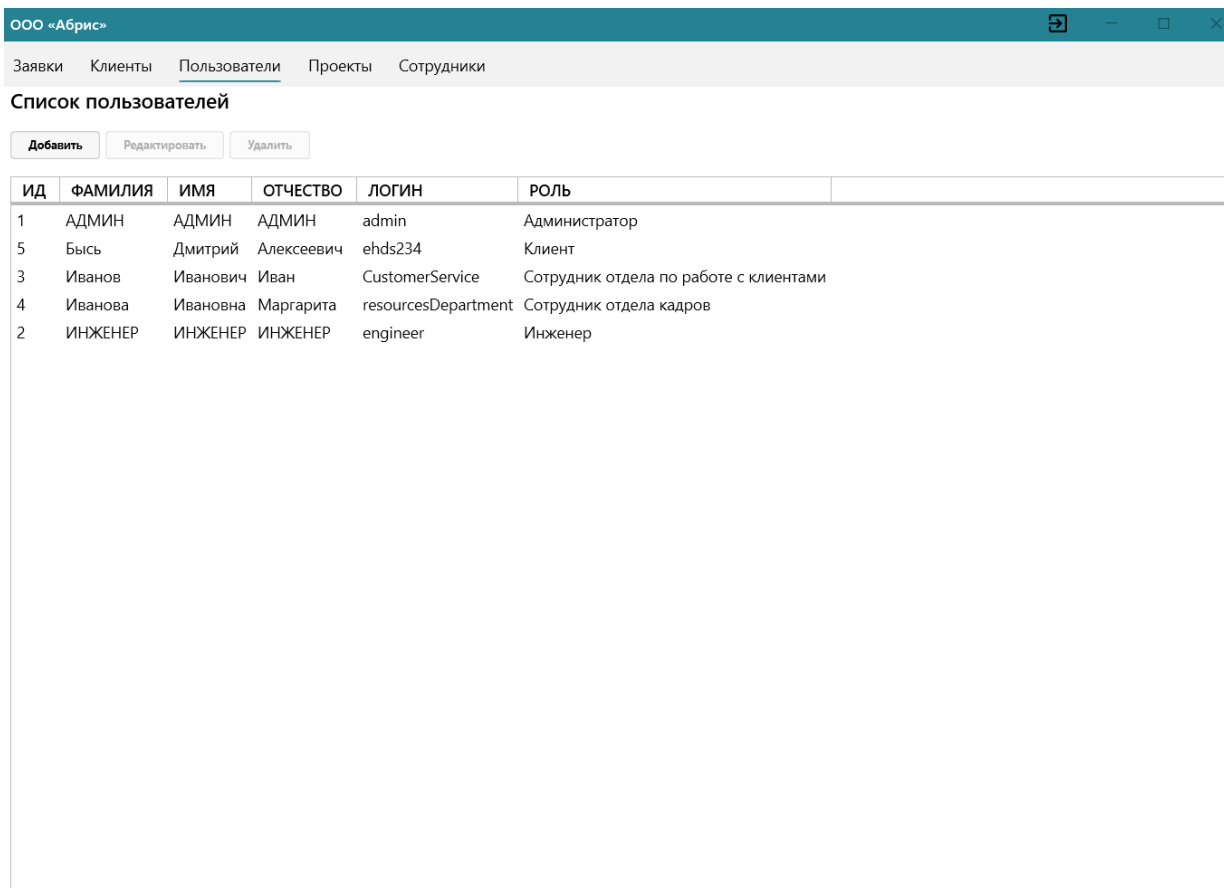 ООО «Абрис»
Заявки Клиенты Пользователи Проекты Сотрудники
Список пользователей
Добавить Редактировать Удалить
ИД ФАМИЛИЯ ИМЯ ОТЧЕСТВО ЛОГИН РОЛЬ
1 АДМИН АДМИН АДМИН admin Администратор
5 Бысь Дмитрий Алексеевич ehds234 Клиент
3 Иванов Иванович Иван CustomerService Сотрудник отдела по работе с клиентами
4 Иванова Ивановна Маргарита resourcesDepartment Сотрудник отдела кадров
2 ИНЖЕНЕР ИНЖЕНЕР ИНЖЕНЕР engineer Инженер